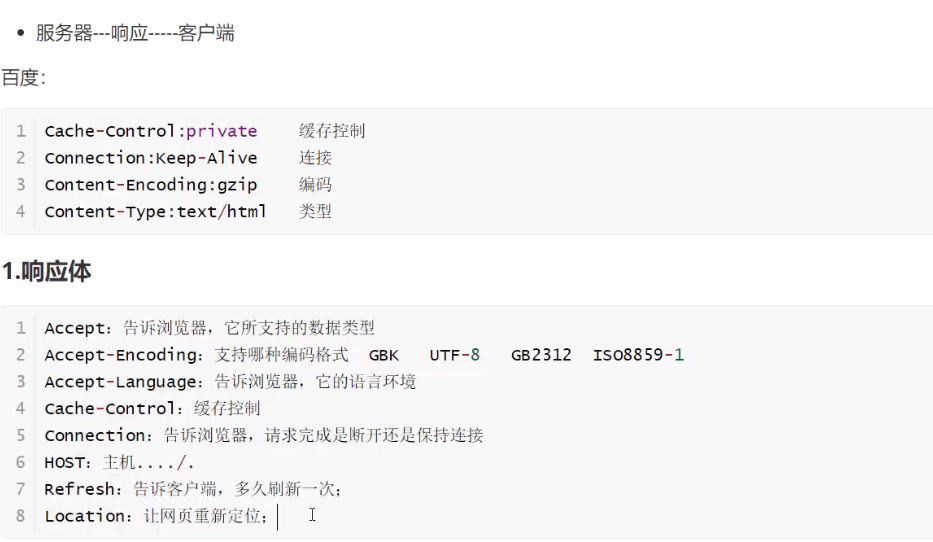 服务器---响应-----客户端
百度：
1 Cache-Control:private 缓存控制
2 Connection:Keep-Alive 连接
3 Content-Encoding:gzip 编码
4 Content-Type:text/html 类型
1.响应体
1 Accept：告诉浏览器，它所支持的数据类型
2 Accept-Encoding：支持哪种编码格式 GBK UTF-8 GB2312 ISO8859-1
3 Accept-Language：告诉浏览器，它的语言环境
4 Cache-Control：缓存控制
5 Connection：告诉浏览器，请求完成是断开还是保持连接
6 HOST：主机..../.
7 Refresh：告诉客户端，多久刷新一次；
8 Location：让网页重新定位；